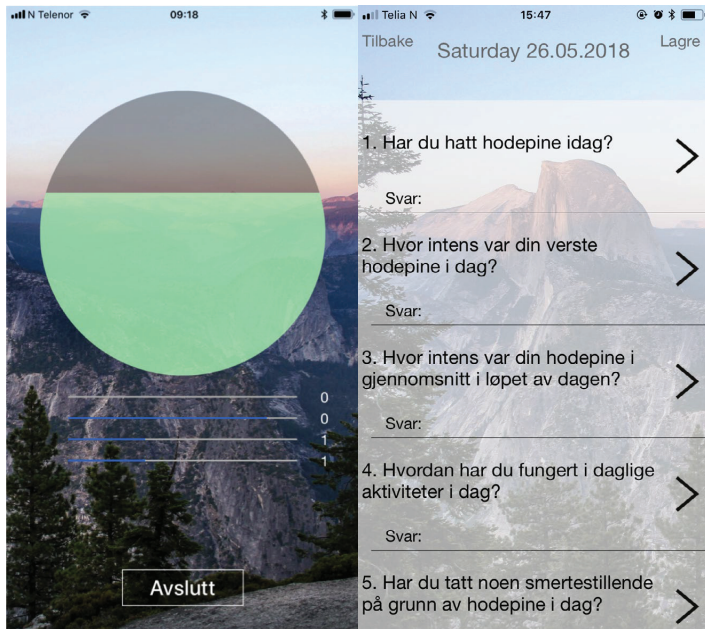 N Telenor
09:18
0
0
1
1
Avslutt
Telia N
15:47
Tilbake
Saturday 26.05.2018
Lagre
1. Har du hatt hodepine idag?
Svar:
2. Hvor intens var din verste
hodepine i dag?
Svar:
3. Hvor intens var din hodepine i
gjennomsnitt i løpet av dagen?
Svar:
4. Hvordan har du fungert i daglige
aktiviteter i dag?
Svar:
5. Har du tatt noen smertestillende
på grunn av hodepine i dag?